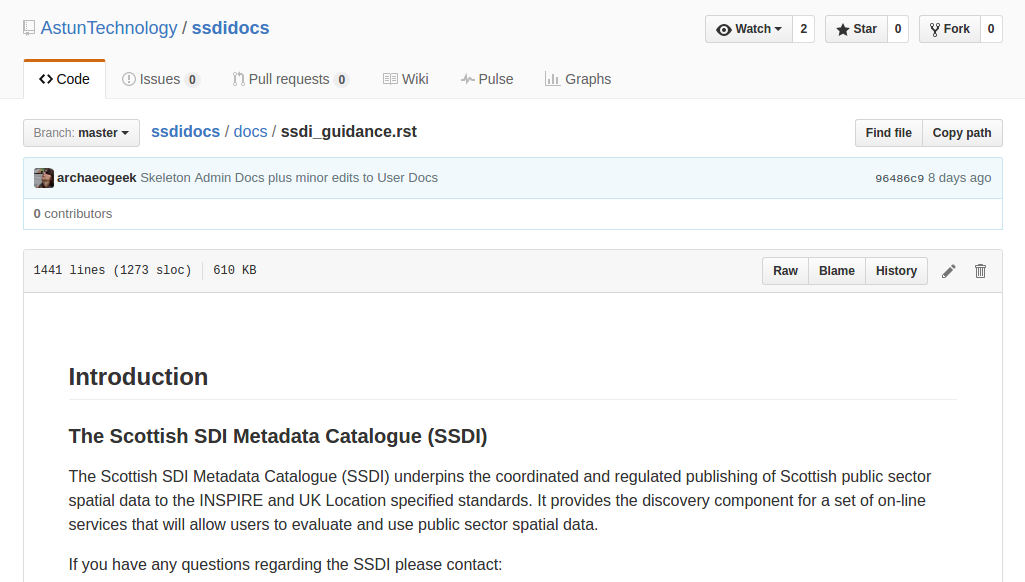 AstunTechnology / ssdidocs
Watch 2 Star 0 Fork 0
Code Issues 0 Pull requests 0 Wiki Pulse Graphs
Branch: master ssdidocs / docs / ssdi_guidance.rst Find file Copy path
archaeogeek Skeleton Admin Docs plus minor edits to User Docs 96486c9 8 days ago
0 contributors
1441 lines (1273 sloc) 610 KB Raw Blame History
Introduction
The Scottish SDI Metadata Catalogue (SSDI)
The Scottish SDI Metadata Catalogue (SSDI) underpins the coordinated and regulated publishing of Scottish public sector
spatial data to the INSPIRE and UK Location specified standards. It provides the discovery component for a set of on-line
services that will allow users to evaluate and use public sector spatial data.
If you have any questions regarding the SSDI please contact: